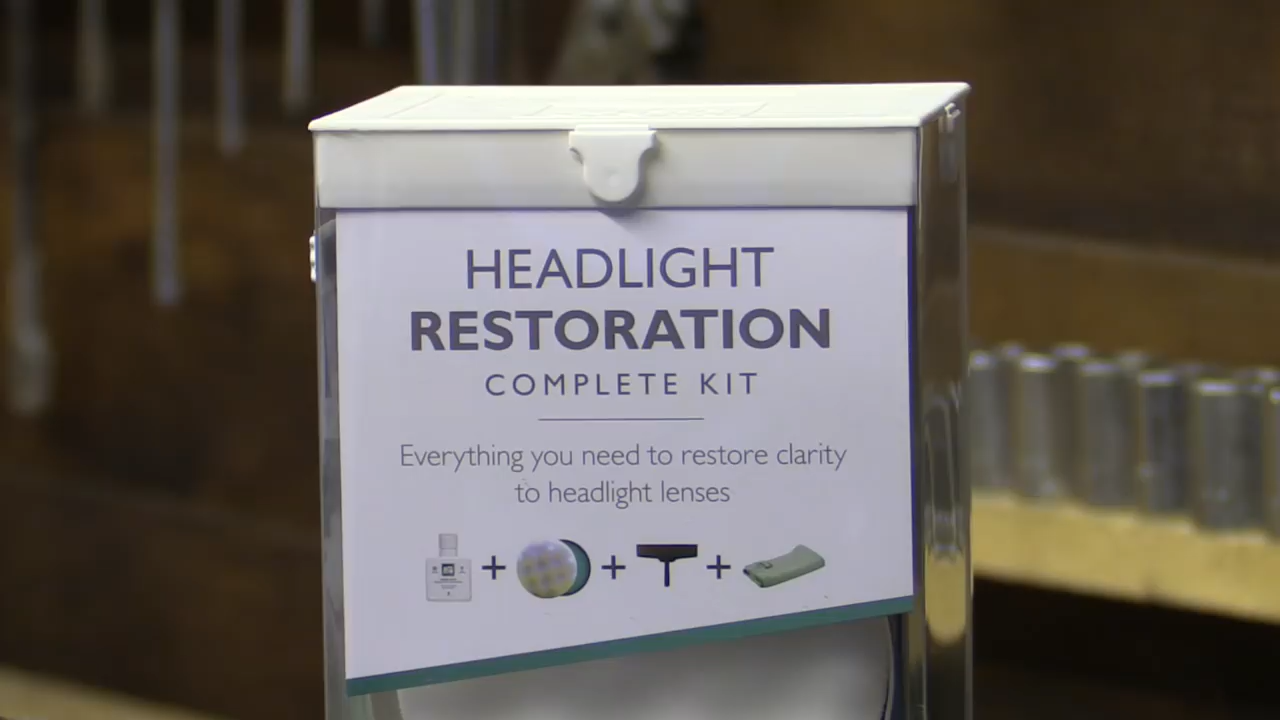 HEADLIGHT
RESTORATION
COMPLETE KIT
Everything you need to restore clarity
to headlight lenses
+ + +